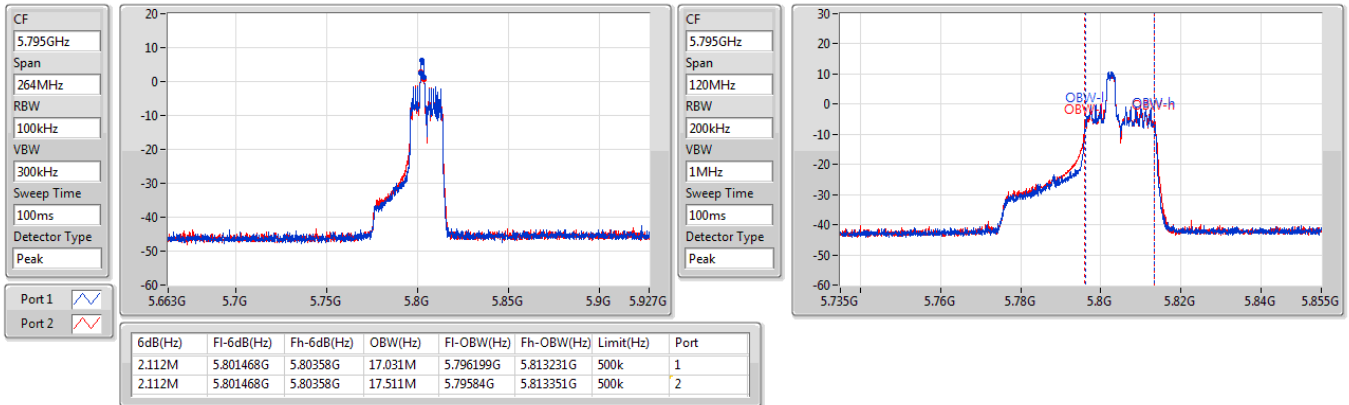 CF
5.795GHz
Span
264MHz
RBW
100kHz
VBW
300kHz
Sweep Time
100ms
Detector Type
Peak
Port 1
Port 2
20
10
0
-10
-20
-30
-40
-50
-60
5.663G 5.7G 5.75G 5.8G 5.85G 5.9G 5.927G
CF
5.795GHz
Span
120MHz
RBW
200kHz
VBW
1MHz
Sweep Time
100ms
Detector Type
Peak
30
20
10
0
-10
-20
-30
-40
-50
-60
OBW-l
OBW-h
5.735G 5.76G 5.78G 5.8G 5.82G 5.84G 5.855G
6dB(Hz) Fl-6dB(Hz) Fh-6dB(Hz) OBW(Hz) Fl-OBW(Hz) Fh-OBW(Hz) Limit(Hz) Port
2.112M 5.801468G 5.80358G 17.031M 5.796199G 5.813231G 500k 1
2.112M 5.801468G 5.80358G 17.511M 5.79584G 5.813351G 500k 2